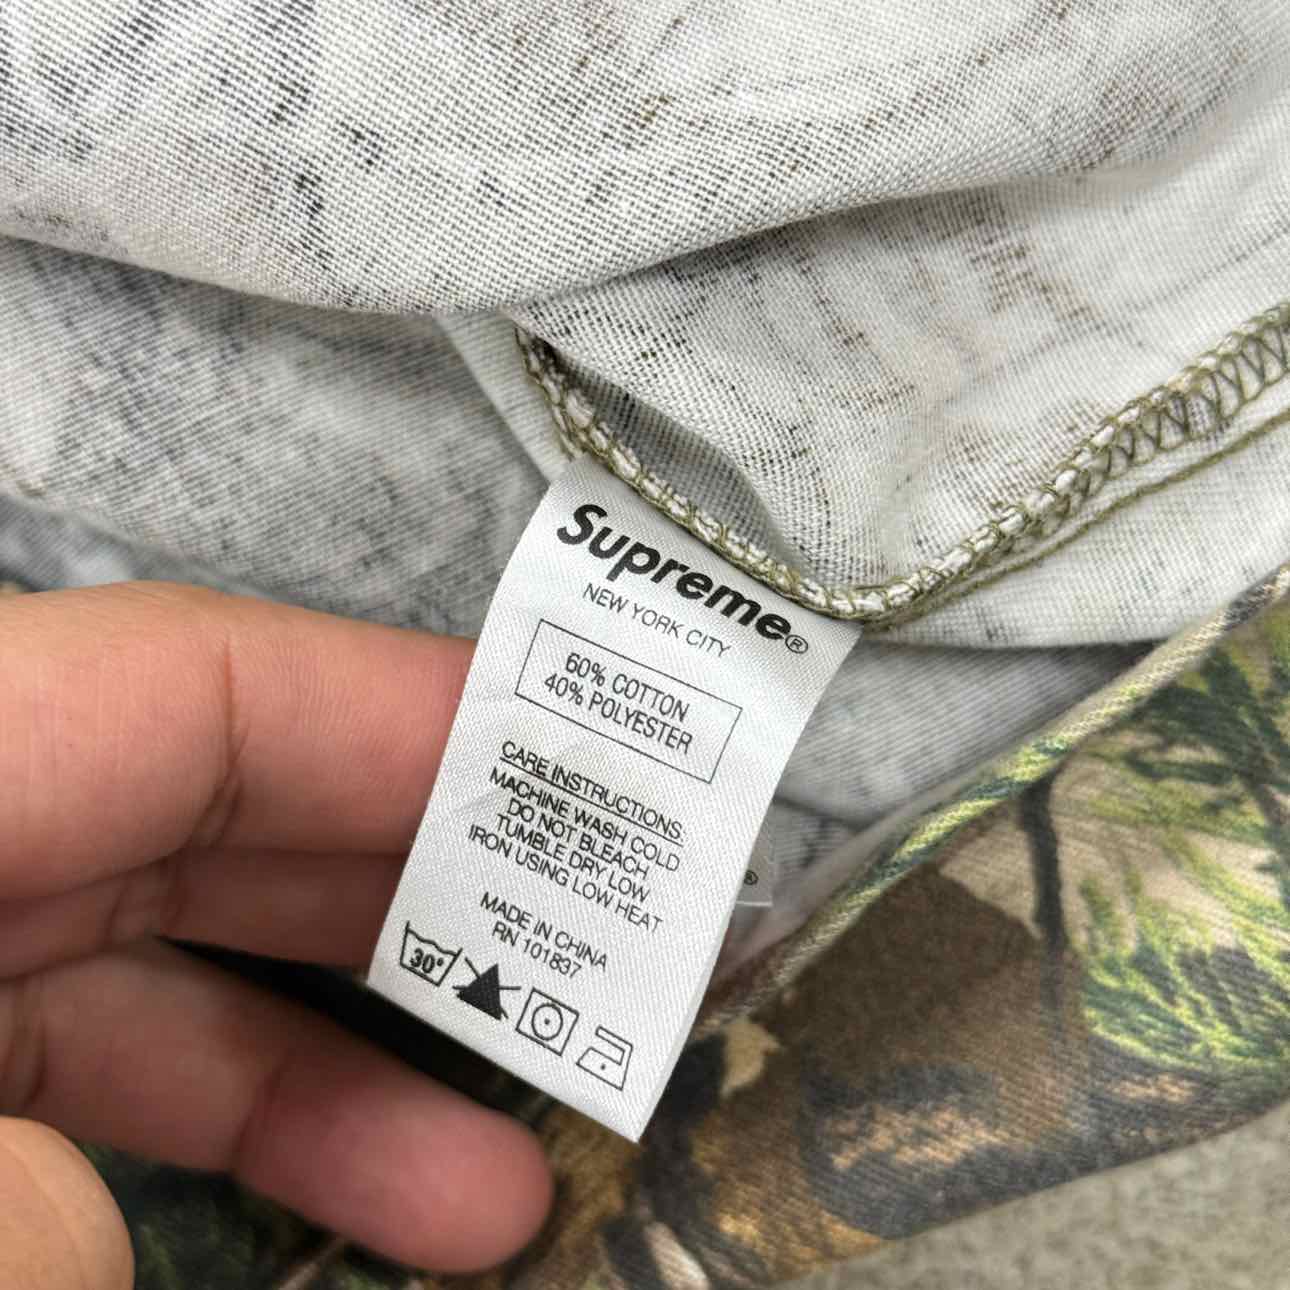 Supreme®
NEW YORK CITY
60% COTTON
40% POLYESTER
CARE INSTRUCTIONS
MACHINE WASH COLD
DO NOT BLEACH
TUMBLE DRY LOW
IRON USING LOW HEAT
®
MADE IN CHINA
RN 101837
30°